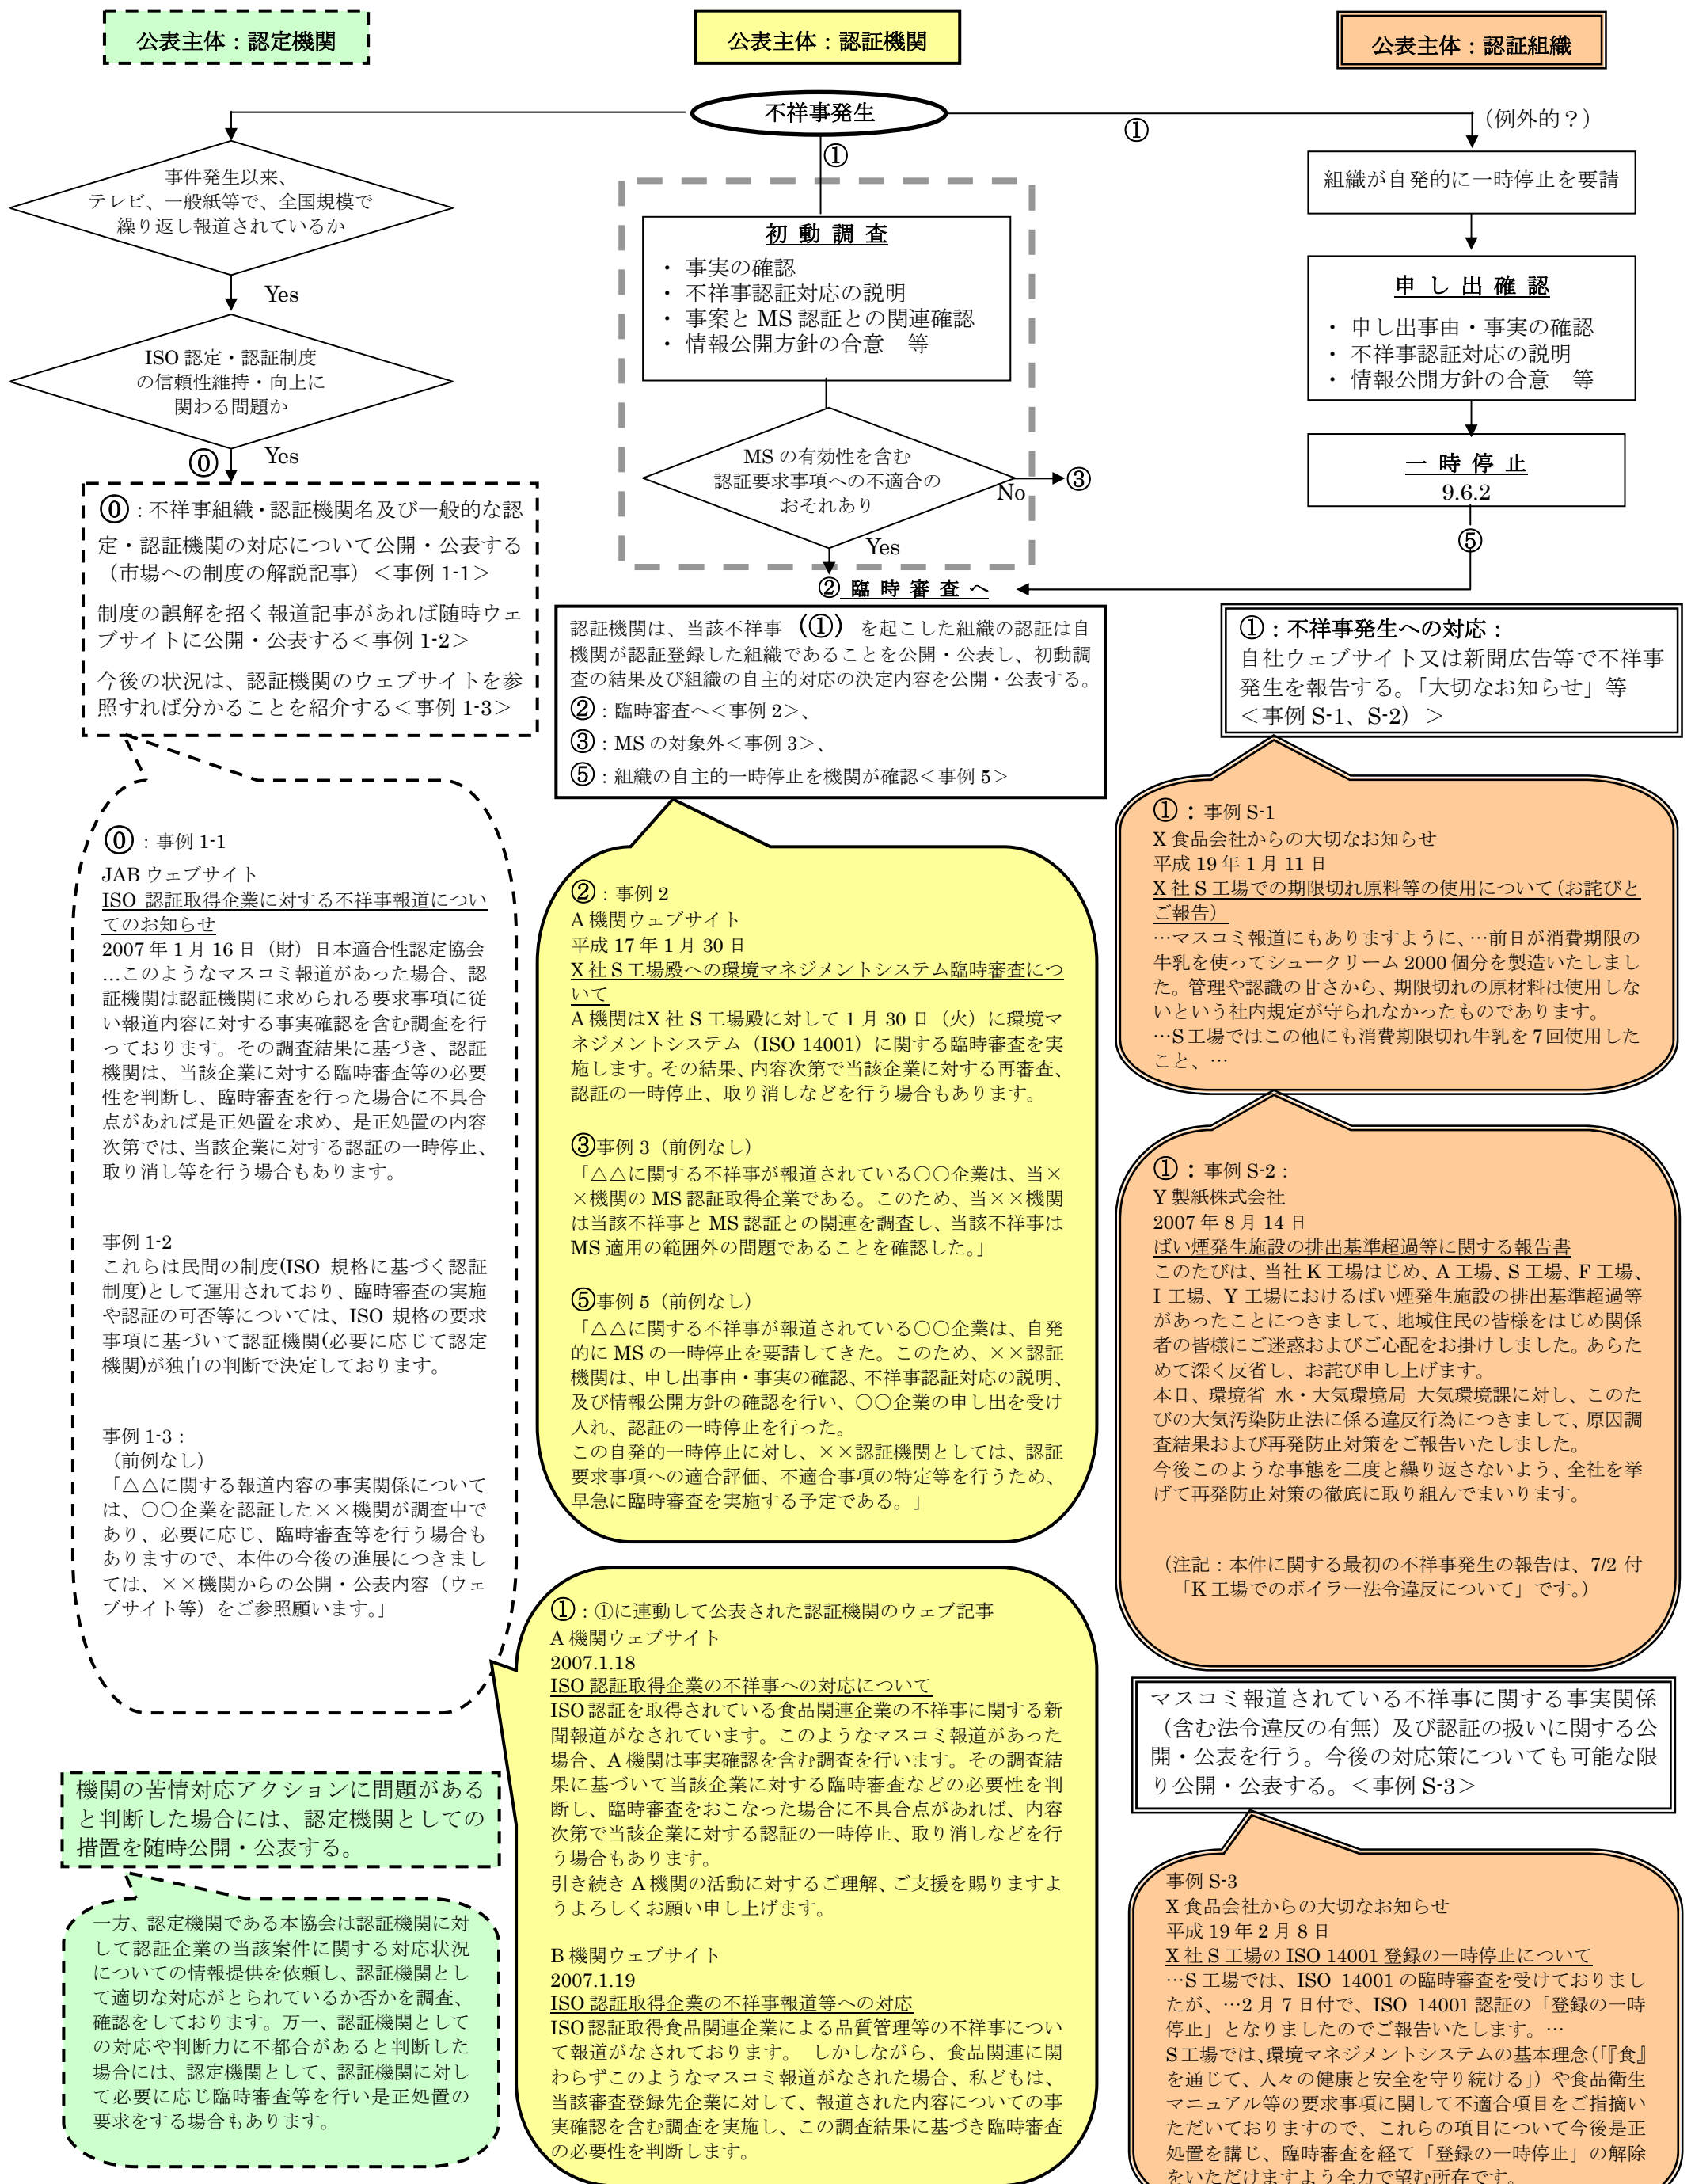 公表主体：認定機関
公表主体：認証機関
公表主体：認証組織
不祥事発生
①
①
（例外的？）
事件発生以来、
テレビ、一般紙等で、全国規模で
繰り返し報道されているか
Yes
ISO 認定・認証制度
の信頼性維持・向上に
関わる問題か
⓪
Yes
⓪：不祥事組織・認証機関名及び一般的な認
定・認証機関の対応について公開・公表する
（市場への制度の解説記事）＜事例 1-1＞
制度の誤解を招く報道記事があれば随時ウェ
ブサイトに公開・公表する＜事例 1-2＞
今後の状況は、認証機関のウェブサイトを参
照すれば分かることを紹介する＜事例 1-3＞
⓪：事例 1-1
JAB ウェブサイト
ISO 認証取得企業に対する不祥事報道につい
てのお知らせ
2007 年 1 月 16 日（財）日本適合性認定協会
…このようなマスコミ報道があった場合、認
証機関は認証機関に求められる要求事項に従
い報道内容に対する事実確認を含む調査を行
っております。その調査結果に基づき、認証
機関は、当該企業に対する臨時審査等の必要
性を判断し、臨時審査を行った場合に不具合
点があれば是正処置を求め、是正処置の内容
次第では、当該企業に対する認証の一時停止、
取り消し等を行う場合もあります。
事例 1-2
これらは民間の制度(ISO 規格に基づく認証
制度)として運用されており、臨時審査の実施
や認証の可否等については、ISO 規格の要求
事項に基づいて認証機関(必要に応じて認定
機関)が独自の判断で決定しております。
事例 1-3：
（前例なし）
「△△に関する報道内容の事実関係について
は、〇〇企業を認証した××機関が調査中で
あり、必要に応じ、臨時審査等を行う場合も
ありますので、本件の今後の進展につきまし
ては、××機関からの公開・公表内容（ウェ
ブサイト等）をご参照願います。」
機関の苦情対応アクションに問題がある
と判断した場合には、認定機関としての
措置を随時公開・公表する。
一方、認定機関である本協会は認証機関に対
して認証企業の当該案件に関する対応状況
についての情報提供を依頼し、認証機関とし
て適切な対応がとられているか否かを調査、
確認をしております。万一、認証機関として
の対応や判断力に不都合があると判断した
場合には、認定機関として、認証機関に対し
て必要に応じ臨時審査等を行い是正処置の
要求をする場合もあります。
初 動 調 査
・ 事実の確認
・ 不祥事認証対応の説明
・ 事案と MS 認証との関連確認
・ 情報公開方針の合意　等
MS の有効性を含む
認証要求事項への不適合の
おそれあり
No
③
Yes
② 臨 時 審 査 へ
認証機関は、当該不祥事（①）を起こした組織の認証は自
機関が認証登録した組織であることを公開・公表し、初動調
査の結果及び組織の自主的対応の決定内容を公開・公表する。
②：臨時審査へ＜事例 2＞、
③：MS の対象外＜事例 3＞、
⑤：組織の自主的一時停止を機関が確認＜事例 5＞
②：事例 2
A 機関ウェブサイト
平成 17 年 1 月 30 日
X 社 S 工場殿への環境マネジメントシステム臨時審査につ
いて
A 機関はX 社 S 工場殿に対して 1 月 30 日（火）に環境マ
ネジメントシステム（ISO 14001）に関する臨時審査を実
施します。その結果、内容次第で当該企業に対する再審査、
認証の一時停止、取り消しなどを行う場合もあります。
③事例 3（前例なし）
「△△に関する不祥事が報道されている〇〇企業は、当×
×機関の MS 認証取得企業である。このため、当××機関
は当該不祥事と MS 認証との関連を調査し、当該不祥事は
MS 適用の範囲外の問題であることを確認した。」
⑤事例 5（前例なし）
「△△に関する不祥事が報道されている〇〇企業は、自発
的に MS の一時停止を要請してきた。このため、××認証
機関は、申し出事由・事実の確認、不祥事認証対応の説明、
及び情報公開方針の確認を行い、〇〇企業の申し出を受け
入れ、認証の一時停止を行った。
この自発的一時停止に対し、××認証機関としては、認証
要求事項への適合評価、不適合事項の特定等を行うため、
早急に臨時審査を実施する予定である。」
①：①に連動して公表された認証機関のウェブ記事
A 機関ウェブサイト
2007.1.18
ISO 認証取得企業の不祥事への対応について
ISO 認証を取得されている食品関連企業の不祥事に関する新
聞報道がなされています。このようなマスコミ報道があった
場合、A 機関は事実確認を含む調査を行います。その調査結
果に基づいて当該企業に対する臨時審査などの必要性を判
断し、臨時審査をおこなった場合に不具合点があれば、内容
次第で当該企業に対する認証の一時停止、取り消しなどを行
う場合もあります。
引き続き A 機関の活動に対するご理解、ご支援を賜りますよ
うよろしくお願い申し上げます。
B 機関ウェブサイト
2007.1.19
ISO 認証取得企業の不祥事報道等への対応
ISO 認証取得食品関連企業による品質管理等の不祥事につい
て報道がなされております。 しかしながら、食品関連に関
わらずこのようなマスコミ報道がなされた場合、私どもは、
当該審査登録先企業に対して、報道された内容についての事
実確認を含む調査を実施し、この調査結果に基づき臨時審査
の必要性を判断します。
組織が自発的に一時停止を要請
申 し 出 確 認
・ 申し出事由・事実の確認
・ 不祥事認証対応の説明
・ 情報公開方針の合意　等
一 時 停 止
9.6.2
⑤
①：不祥事発生への対応：
自社ウェブサイト又は新聞広告等で不祥事
発生を報告する。「大切なお知らせ」等
＜事例 S-1、S-2）＞
①：事例 S-1
X 食品会社からの大切なお知らせ
平成 19 年 1 月 11 日
X 社 S 工場での期限切れ原料等の使用について（お詫びと
ご報告）
…マスコミ報道にもありますように、…前日が消費期限の
牛乳を使ってシュークリーム 2000 個分を製造いたしまし
た。管理や認識の甘さから、期限切れの原材料は使用しな
いという社内規定が守られなかったものであります。
…S 工場ではこの他にも消費期限切れ牛乳を 7 回使用した
こと、…
①：事例 S-2：
Y 製紙株式会社
2007 年 8 月 14 日
ばい煙発生施設の排出基準超過等に関する報告書
このたびは、当社 K 工場はじめ、A 工場、S 工場、F 工場、
I 工場、Y 工場におけるばい煙発生施設の排出基準超過等
があったことにつきまして、地域住民の皆様をはじめ関係
者の皆様にご迷惑およびご心配をお掛けしました。あらた
めて深く反省し、お詫び申し上げます。
本日、環境省 水・大気環境局 大気環境課に対し、このた
びの大気汚染防止法に係る違反行為につきまして、原因調
査結果および再発防止対策をご報告いたしました。
今後このような事態を二度と繰り返さないよう、全社を挙
げて再発防止対策の徹底に取り組んでまいります。
（注記：本件に関する最初の不祥事発生の報告は、7/2 付
「K 工場でのボイラー法令違反について」です。）
マスコミ報道されている不祥事に関する事実関係
（含む法令違反の有無）及び認証の扱いに関する公
開・公表を行う。今後の対応策についても可能な限
り公開・公表する。＜事例 S-3＞
事例 S-3
X 食品会社からの大切なお知らせ
平成 19 年 2 月 8 日
X 社 S 工場の ISO 14001 登録の一時停止について
…S 工場では、ISO 14001 の臨時審査を受けておりまし
たが、…2 月 7 日付で、ISO 14001 認証の「登録の一時
停止」となりましたのでご報告いたします。…
S 工場では、環境マネジメントシステムの基本理念（「『食』
を通じて、人々の健康と安全を守り続ける」）や食品衛生
マニュアル等の要求事項に関して不適合項目をご指摘い
ただいておりますので、これらの項目について今後是正
処置を講じ、臨時審査を経て「登録の一時停止」の解除
をいただけますよう全力で望む所存です。